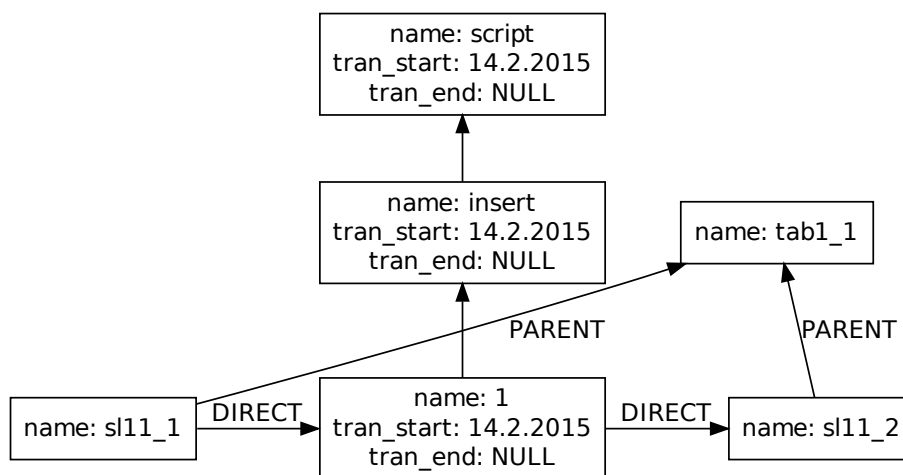 name: script
tran_start: 14.2.2015
tran_end: NULL
name: insert
tran_start: 14.2.2015
tran_end: NULL
name: tab1_1
PARENT
PARENT
name: sl11_1
DIRECT
name: 1
tran_start: 14.2.2015
tran_end: NULL
DIRECT
name: sl11_2